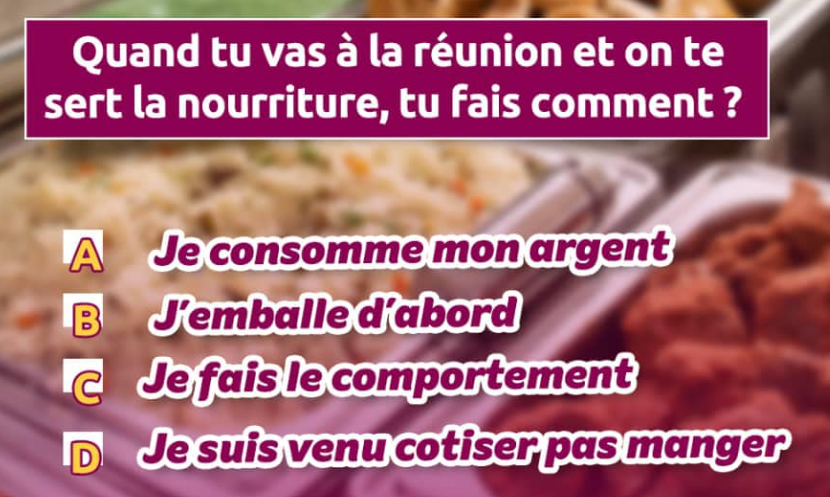 Quand tu vas à la réunion et on te
sert la nourriture, tu fais comment ?
A Je consomme mon argent
B J'emballe d'abord
C Je fais le comportement
D Je suis venu cotiser pas manger